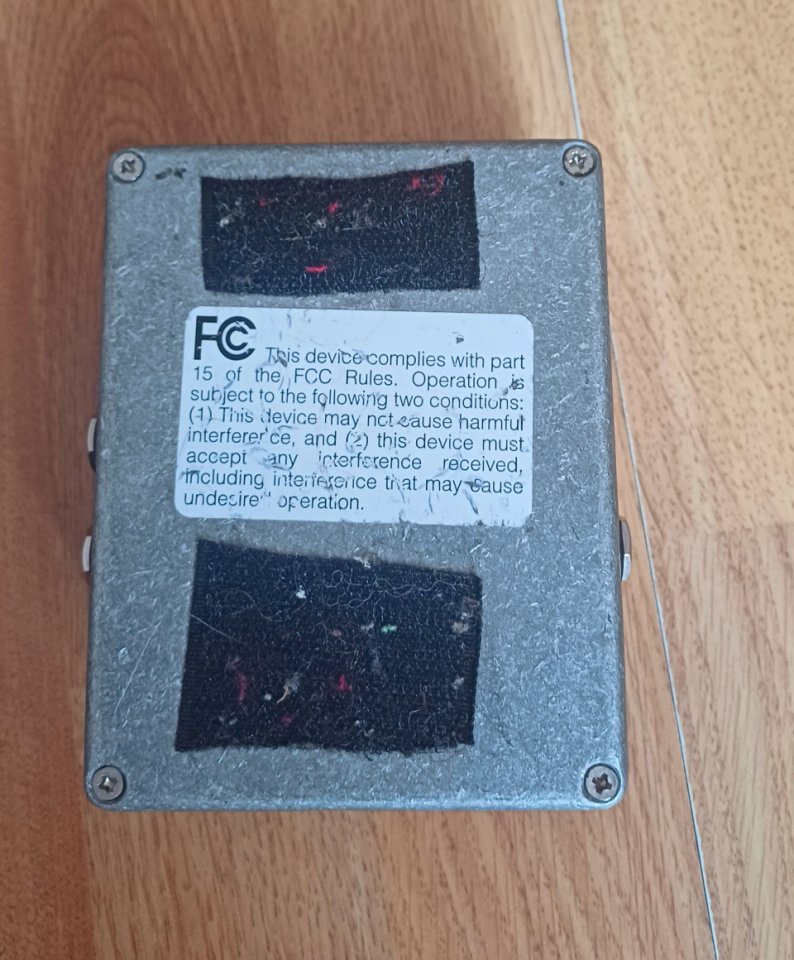 FC This device complies with part
15 of the FCC Rules. Operation is
subject to the following two conditions:
(1) This device may not cause harmful
interference, and (2) this device must
accept any interference received,
including interference that may cause
undesired operation.